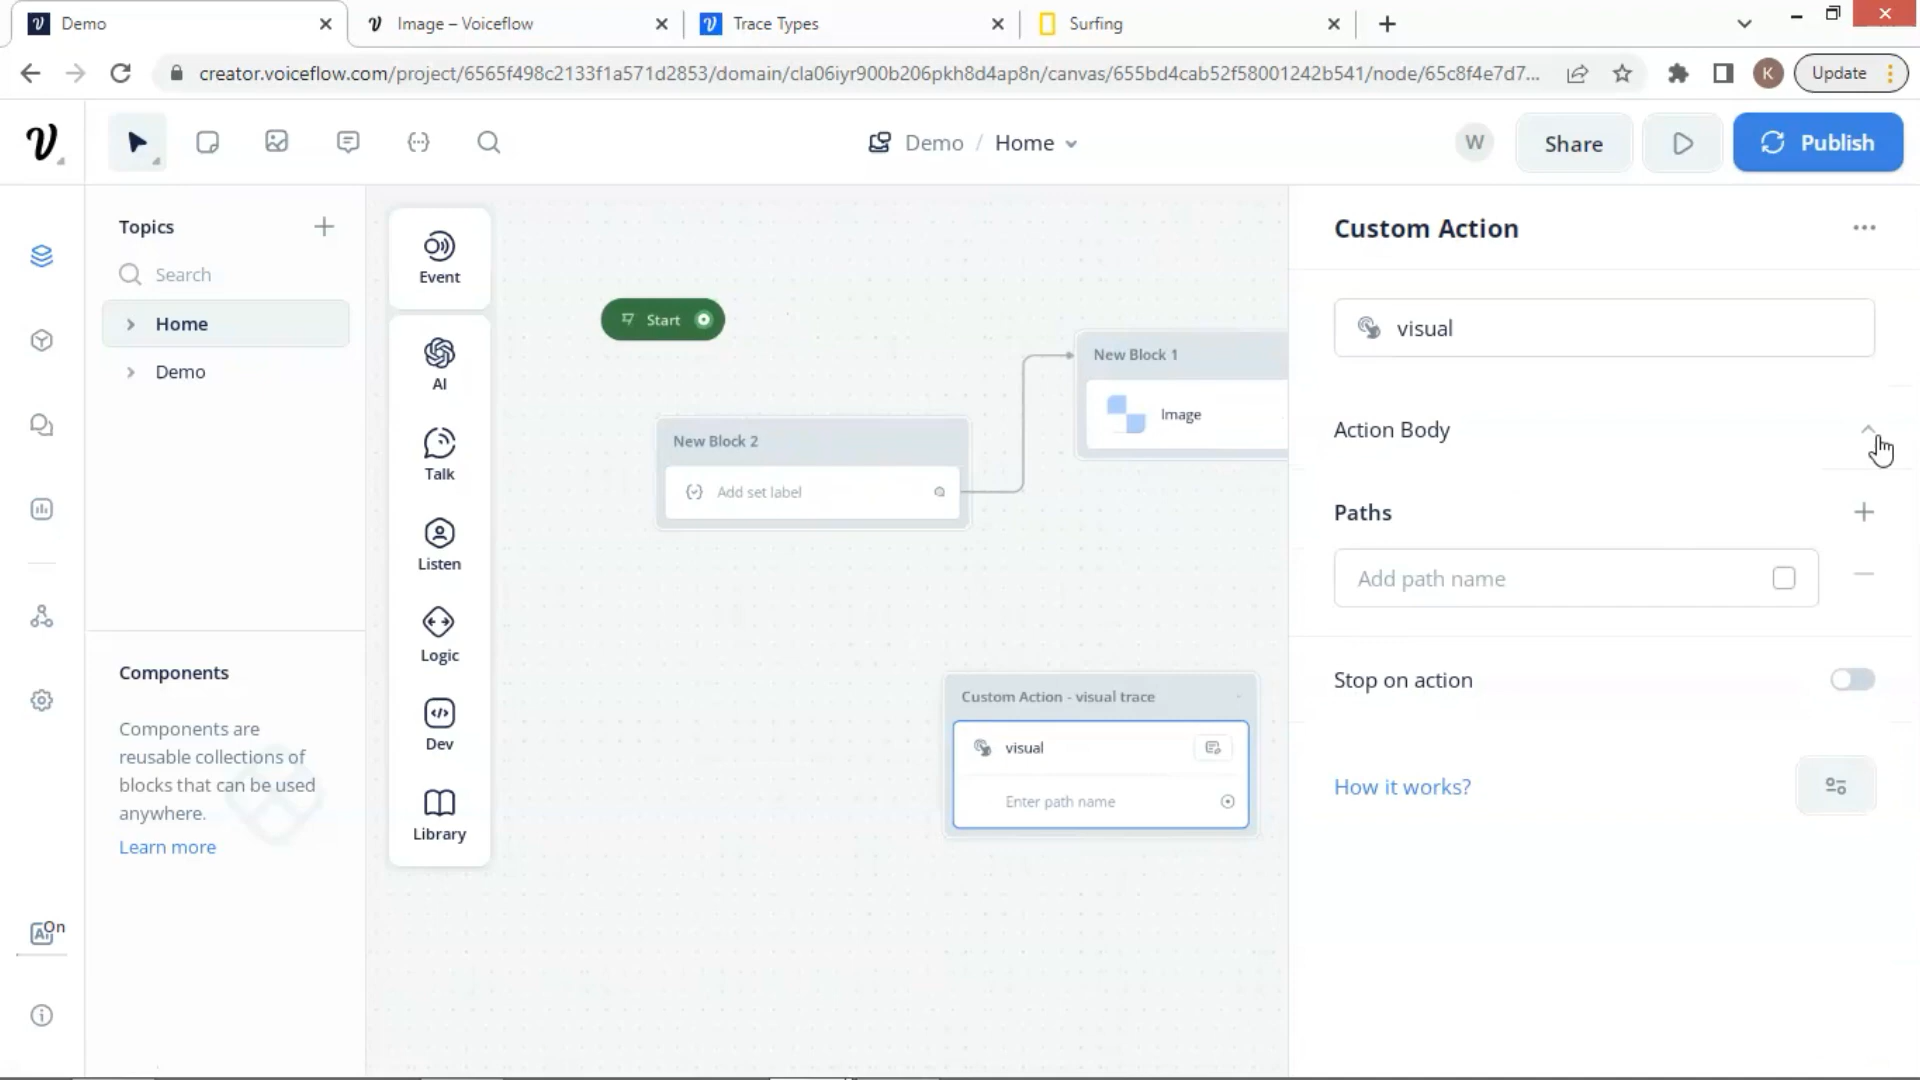 Demo
Image – Voiceflow
Trace Types
Surfing
creator.voiceflow.com/project/6565f498c2133f1a571d2853/domain/cla06iyr900b206pkh8d4ap8n/canvas/655bd4cab52f58001242b541/node/65c8f4e7d7...
K
Update
Demo / Home
W
Share
Publish
Topics
Search
Home
Demo
Components
Components are
reusable collections of
blocks that can be used
anywhere.
Learn more
On
AI
Event
AI
Talk
Listen
Logic
Dev
Library
Start
New Block 2
Add set label
New Block 1
Image
Custom Action - visual trace
visual
Enter path name
Custom Action
visual
Action Body
Paths
Add path name
Stop on action
How it works?